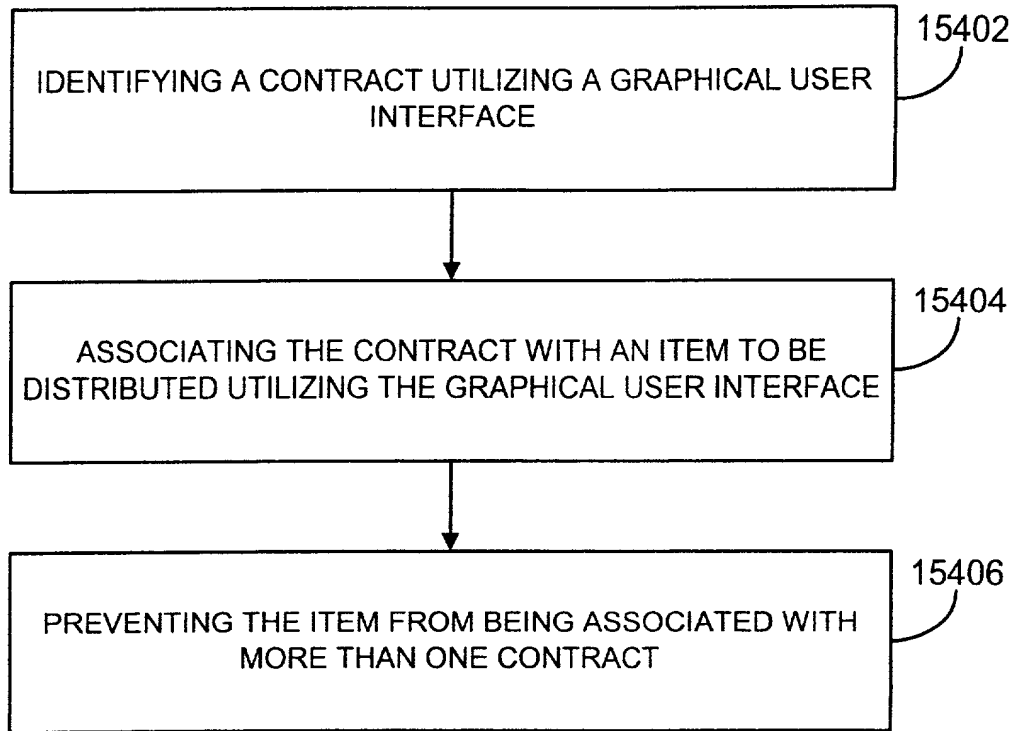 15402
IDENTIFYING A CONTRACT UTILIZING A GRAPHICAL USER
INTERFACE
15404
ASSOCIATING THE CONTRACT WITH AN ITEM TO BE
DISTRIBUTED UTILIZING THE GRAPHICAL USER INTERFACE
15406
PREVENTING THE ITEM FROM BEING ASSOCIATED WITH
MORE THAN ONE CONTRACT